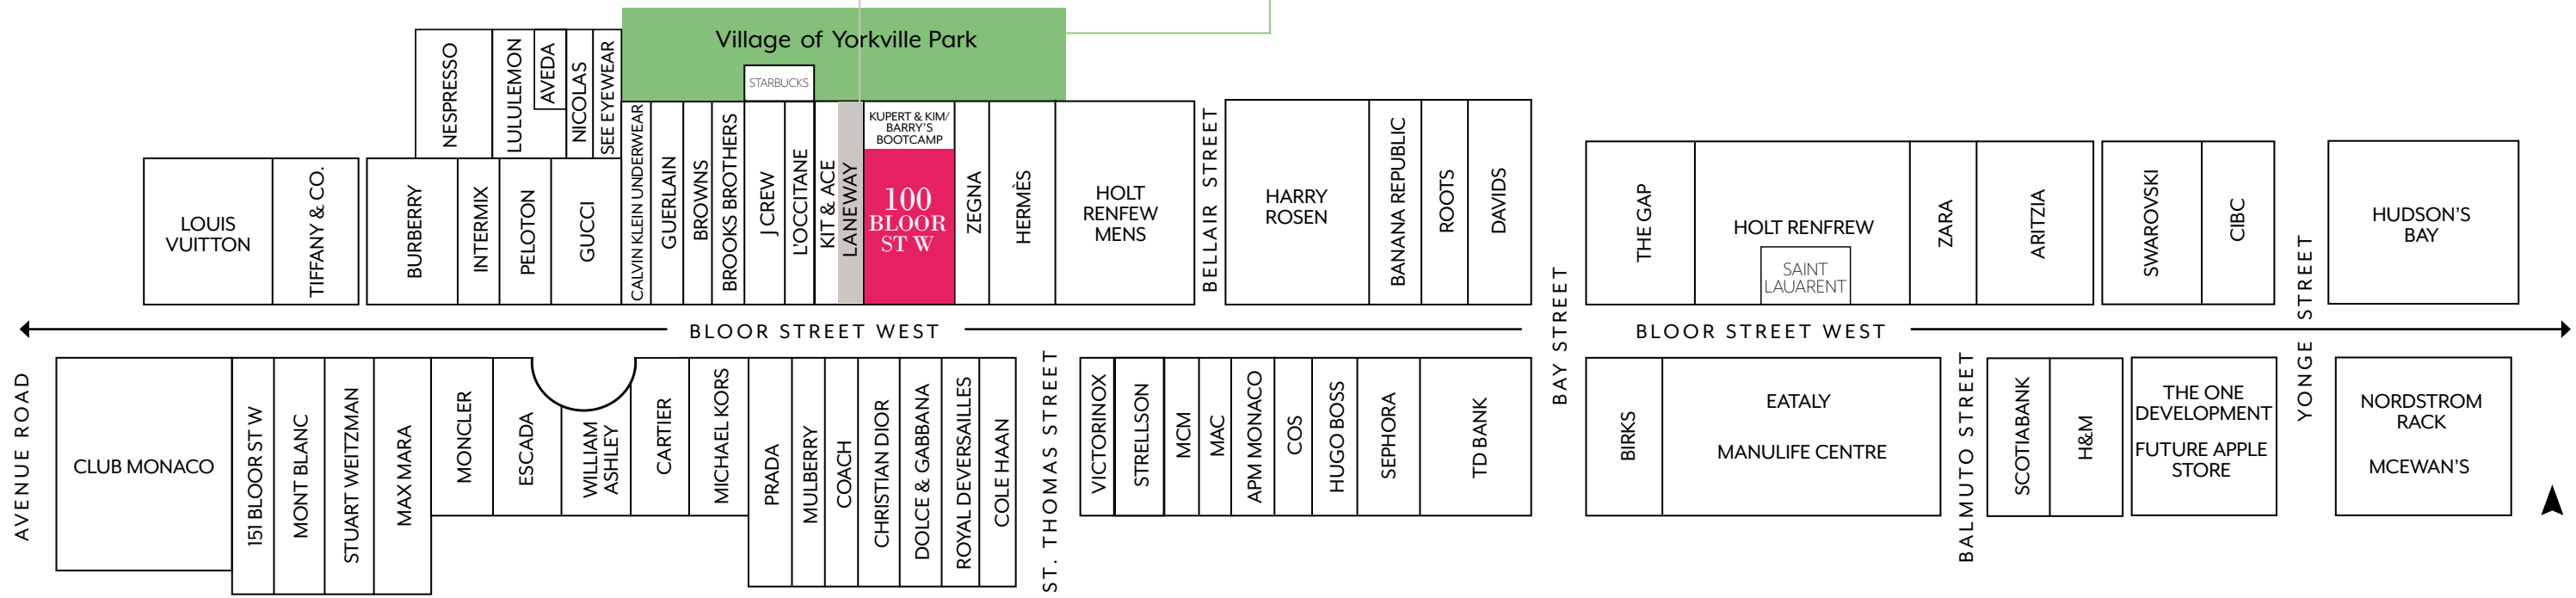 Village of Yorkville Park
STARBUCKS
NESPRESSO
LULULEMON
AVEDA
NICOLAS
SEE EYEWEAR
LOUIS
VUITTON
TIFFANY & CO.
BURBERRY
INTERMIX
PELOTON
GUCCI
CALVIN KLEIN UNDERWEAR
GUERLAIN
BROWNS
BROOKS BROTHERS
J CREW
L'OCCITANE
KIT & ACE
LANEWAY
KUPERT & KIM/
BARRY'S
BOOTCAMP
100
BLOOR
ST W
ZEGNA
HERMÈS
HOLT
RENFEW
MENS
BELLAIR STREET
HARRY
ROSEN
BANANA REPUBLIC
ROOTS
DAVIDS
BAY STREET
THE GAP
HOLT RENFREW
SAINT
LAUARENT
ZARA
ARITZIA
SWAROVSKI
CIBC
YONGE STREET
HUDSON'S
BAY
BLOOR STREET WEST
BLOOR STREET WEST
AVENUE ROAD
CLUB MONACO
151 BLOOR ST W
MONT BLANC
STUART WEITZMAN
MAX MARA
MONCLER
ESCADA
WILLIAM
ASHLEY
CARTIER
MICHAEL KORS
PRADA
MULBERRY
COACH
CHRISTIAN DIOR
DOLCE & GABBANA
ROYAL DEVERSAILLES
COLE HAAN
ST. THOMAS STREET
VICTORINOX
STRELLSON
MCM
MAC
APM MONACO
COS
HUGO BOSS
SEPHORA
TD BANK
BIRKS
EATALY
MANULIFE CENTRE
BALMUTO STREET
SCOTIABANK
H&M
THE ONE
DEVELOPMENT
FUTURE APPLE
STORE
NORDSTROM
RACK
MCEWAN'S